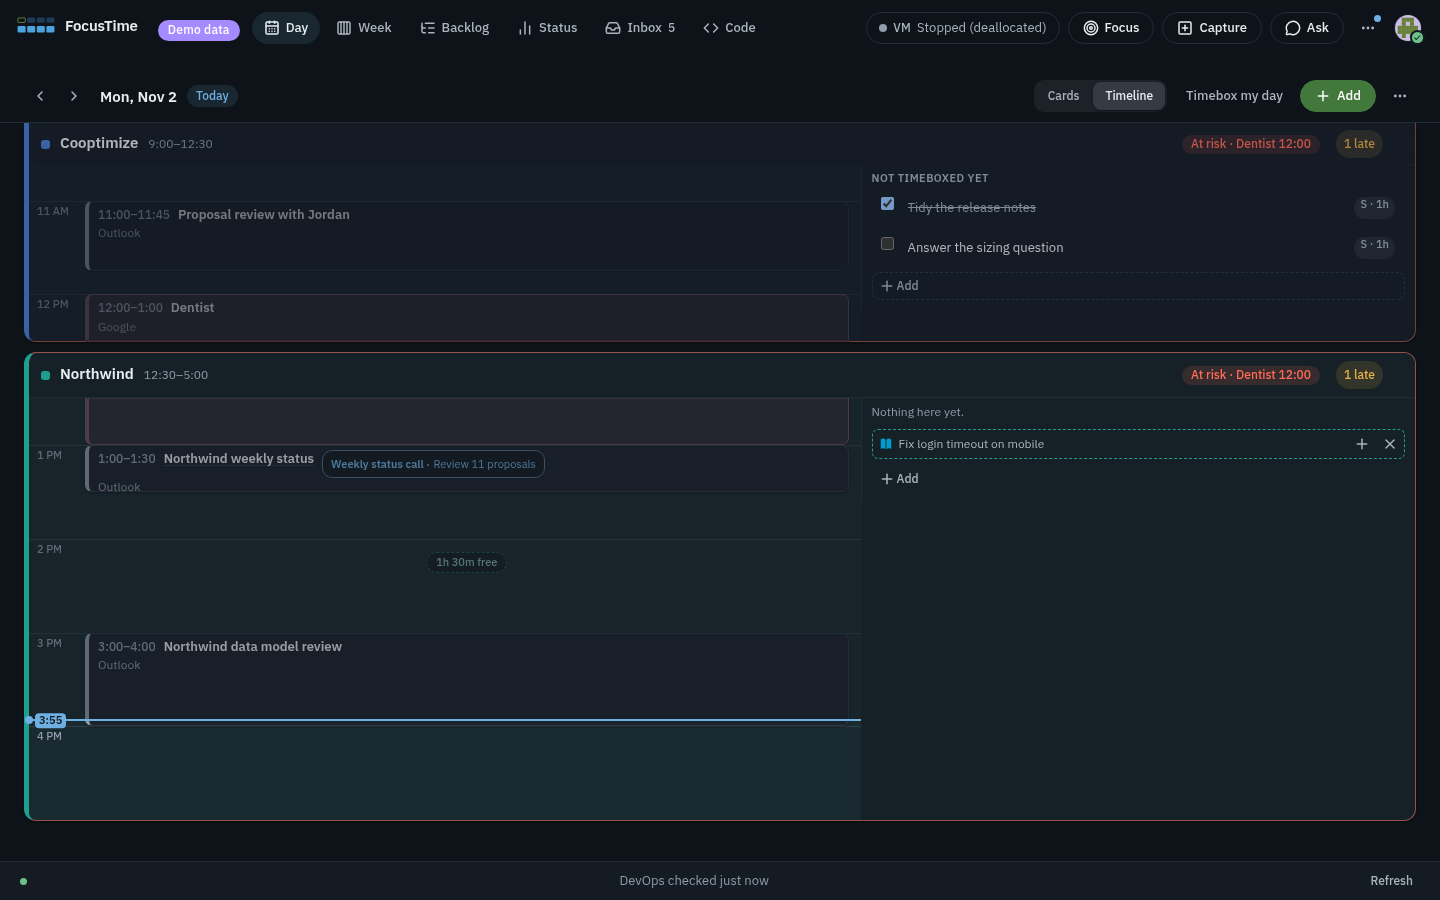 FocusTime
Demo data
Day
Week
Backlog
Status
Inbox 5
Code
VM Stopped (deallocated)
Focus
Capture
Ask
Mon, Nov 2
Today
Cards
Timeline
Timebox my day
Add
Cooptimize 9:00–12:30
At risk · Dentist 12:00
1 late
11 AM
11:00–11:45 Proposal review with Jordan
Outlook
12 PM
12:00–1:00 Dentist
Google
NOT TIMEBOXED YET
Tidy the release notes
S · 1h
Answer the sizing question
S · 1h
Add
Northwind 12:30–5:00
At risk · Dentist 12:00
1 late
1 PM
1:00–1:30 Northwind weekly status
Weekly status call · Review 11 proposals
Outlook
2 PM
1h 30m free
3 PM
3:00–4:00 Northwind data model review
Outlook
3:55
4 PM
Nothing here yet.
Fix login timeout on mobile
Add
DevOps checked just now
Refresh